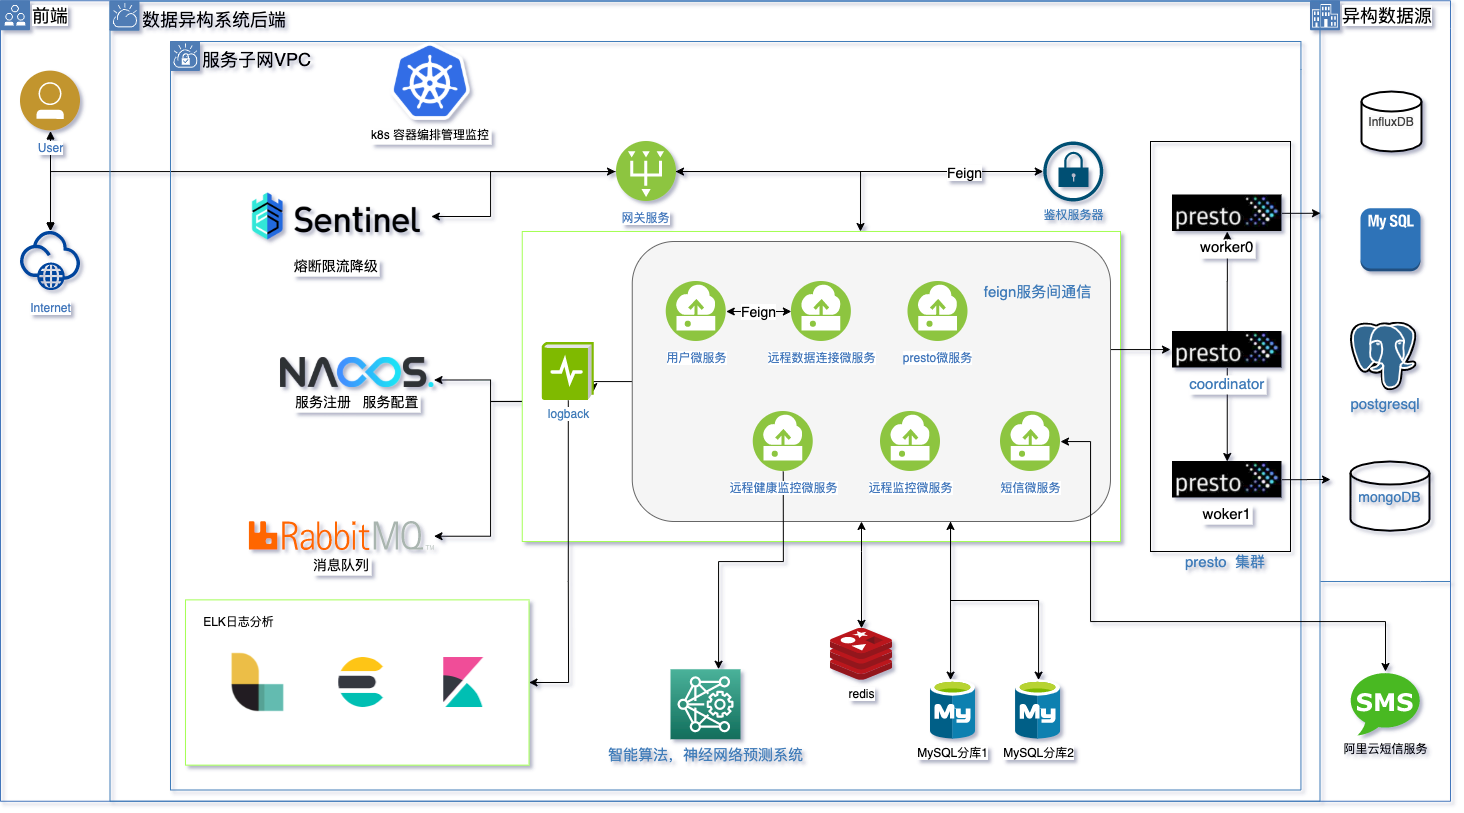 前端
数据异构系统后端
异构数据源
服务子网VPC
k8s 容器编排管理监控
User
Internet
Sentinel
熔断限流降级
网关服务
Feign
鉴权服务器
NACOS.
服务注册 服务配置
RabbitMQ
TM
消息队列
logback
feign服务间通信
用户微服务
Feign
远程数据连接微服务
presto微服务
远程健康监控微服务
远程监控微服务
短信微服务
presto
worker0
presto
coordinator
presto
woker1
presto 集群
InfluxDB
My SQL
postgresql
mongoDB
ELK日志分析
智能算法，神经网络预测系统
redis
My
MySQL分库1
My
MySQL分库2
SMS
阿里云短信服务